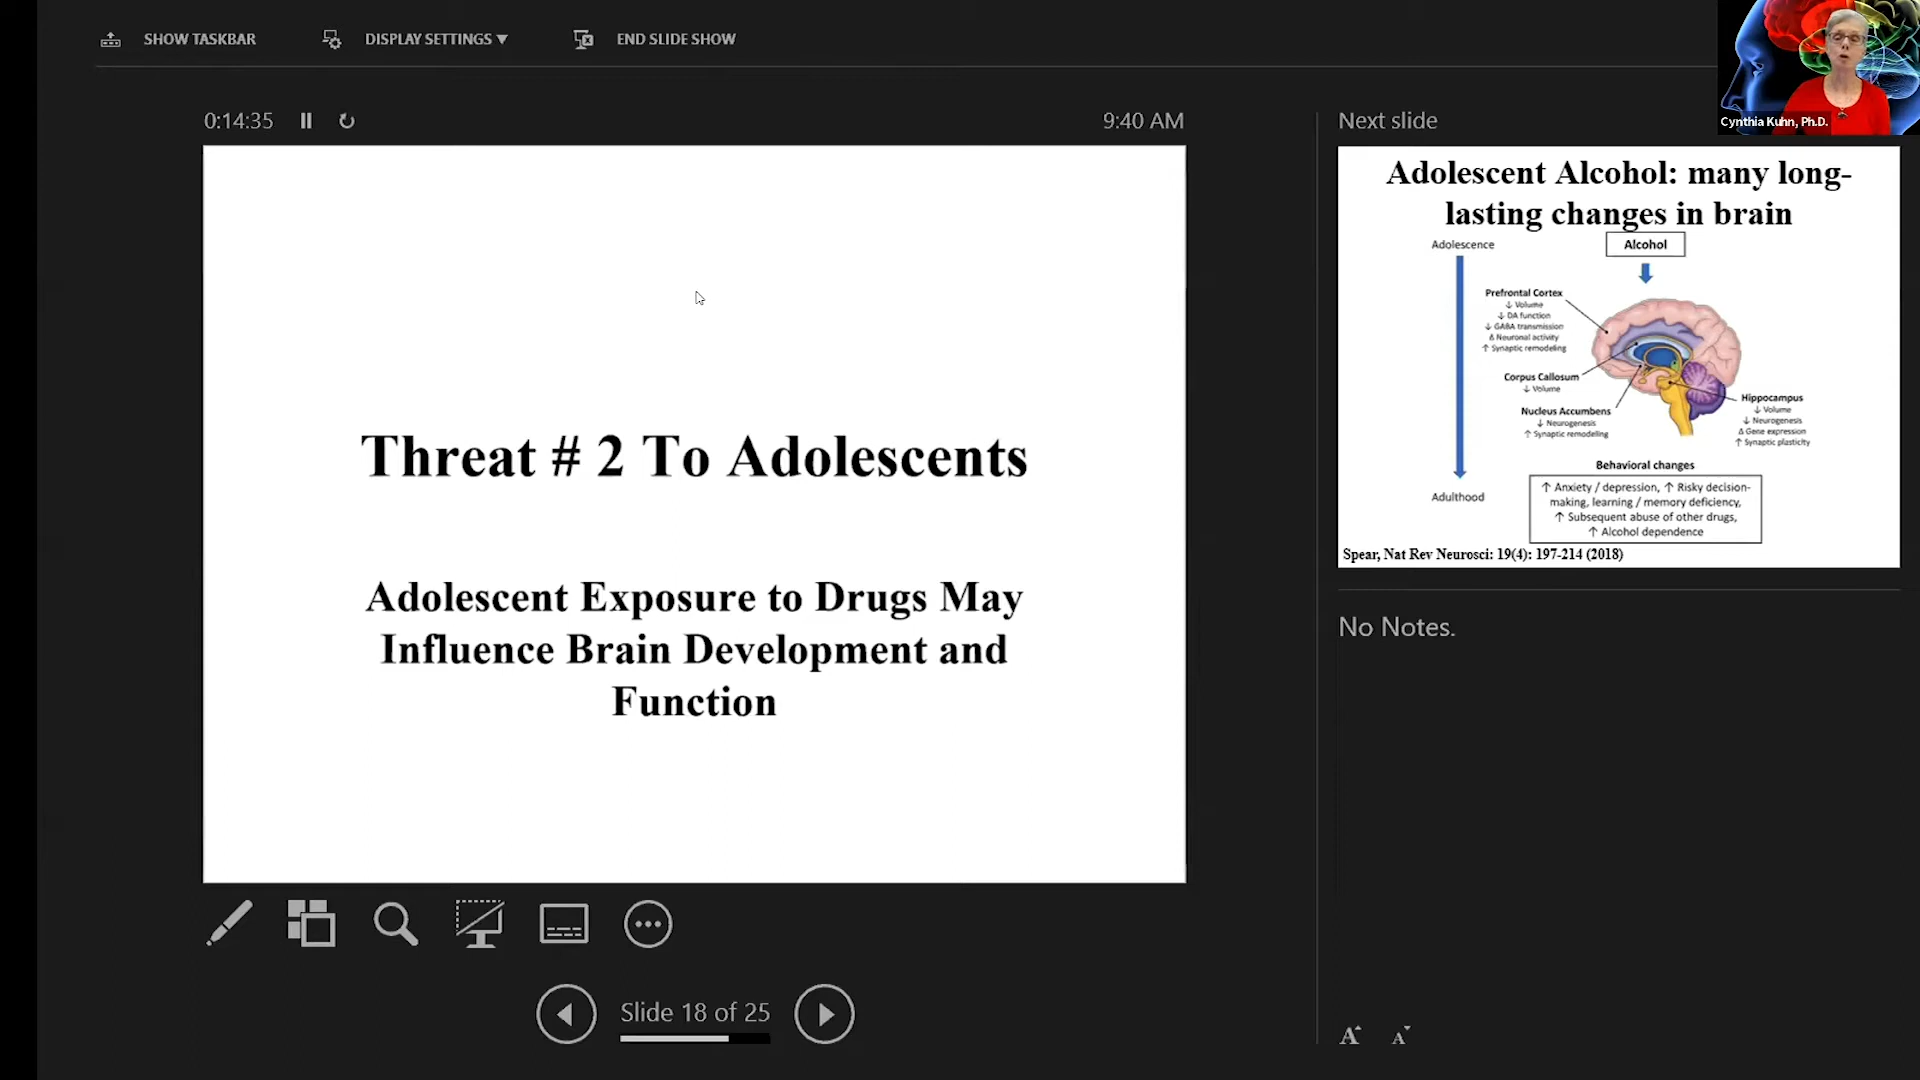 SHOW TASKBAR
DISPLAY SETTINGS ▼
END SLIDE SHOW
Cynthia Kuhn, Ph.D.
0:14:35
9:40 AM
Threat # 2 To Adolescents
Adolescent Exposure to Drugs May
Influence Brain Development and
Function
Slide 18 of 25
Next slide
Adolescent Alcohol: many long-
lasting changes in brain
Adolescence
Alcohol
Prefrontal Cortex
↓ Volume
↓ DA function
↓ GABA transmission
Δ Neuronal activity
↑ Synaptic remodeling
Corpus Callosum
↓ Volume
Nucleus Accumbens
↓ Neurogenesis
↑ Synaptic remodeling
Hippocampus
↓ Volume
↓ Neurogenesis
Δ Gene expression
↑ Synaptic plasticity
Behavioral changes
Adulthood
↑ Anxiety / depression, ↑ Risky decision-
making, learning / memory deficiency,
↑ Subsequent abuse of other drugs,
↑ Alcohol dependence
Spear, Nat Rev Neurosci: 19(4): 197-214 (2018)
No Notes.
A A